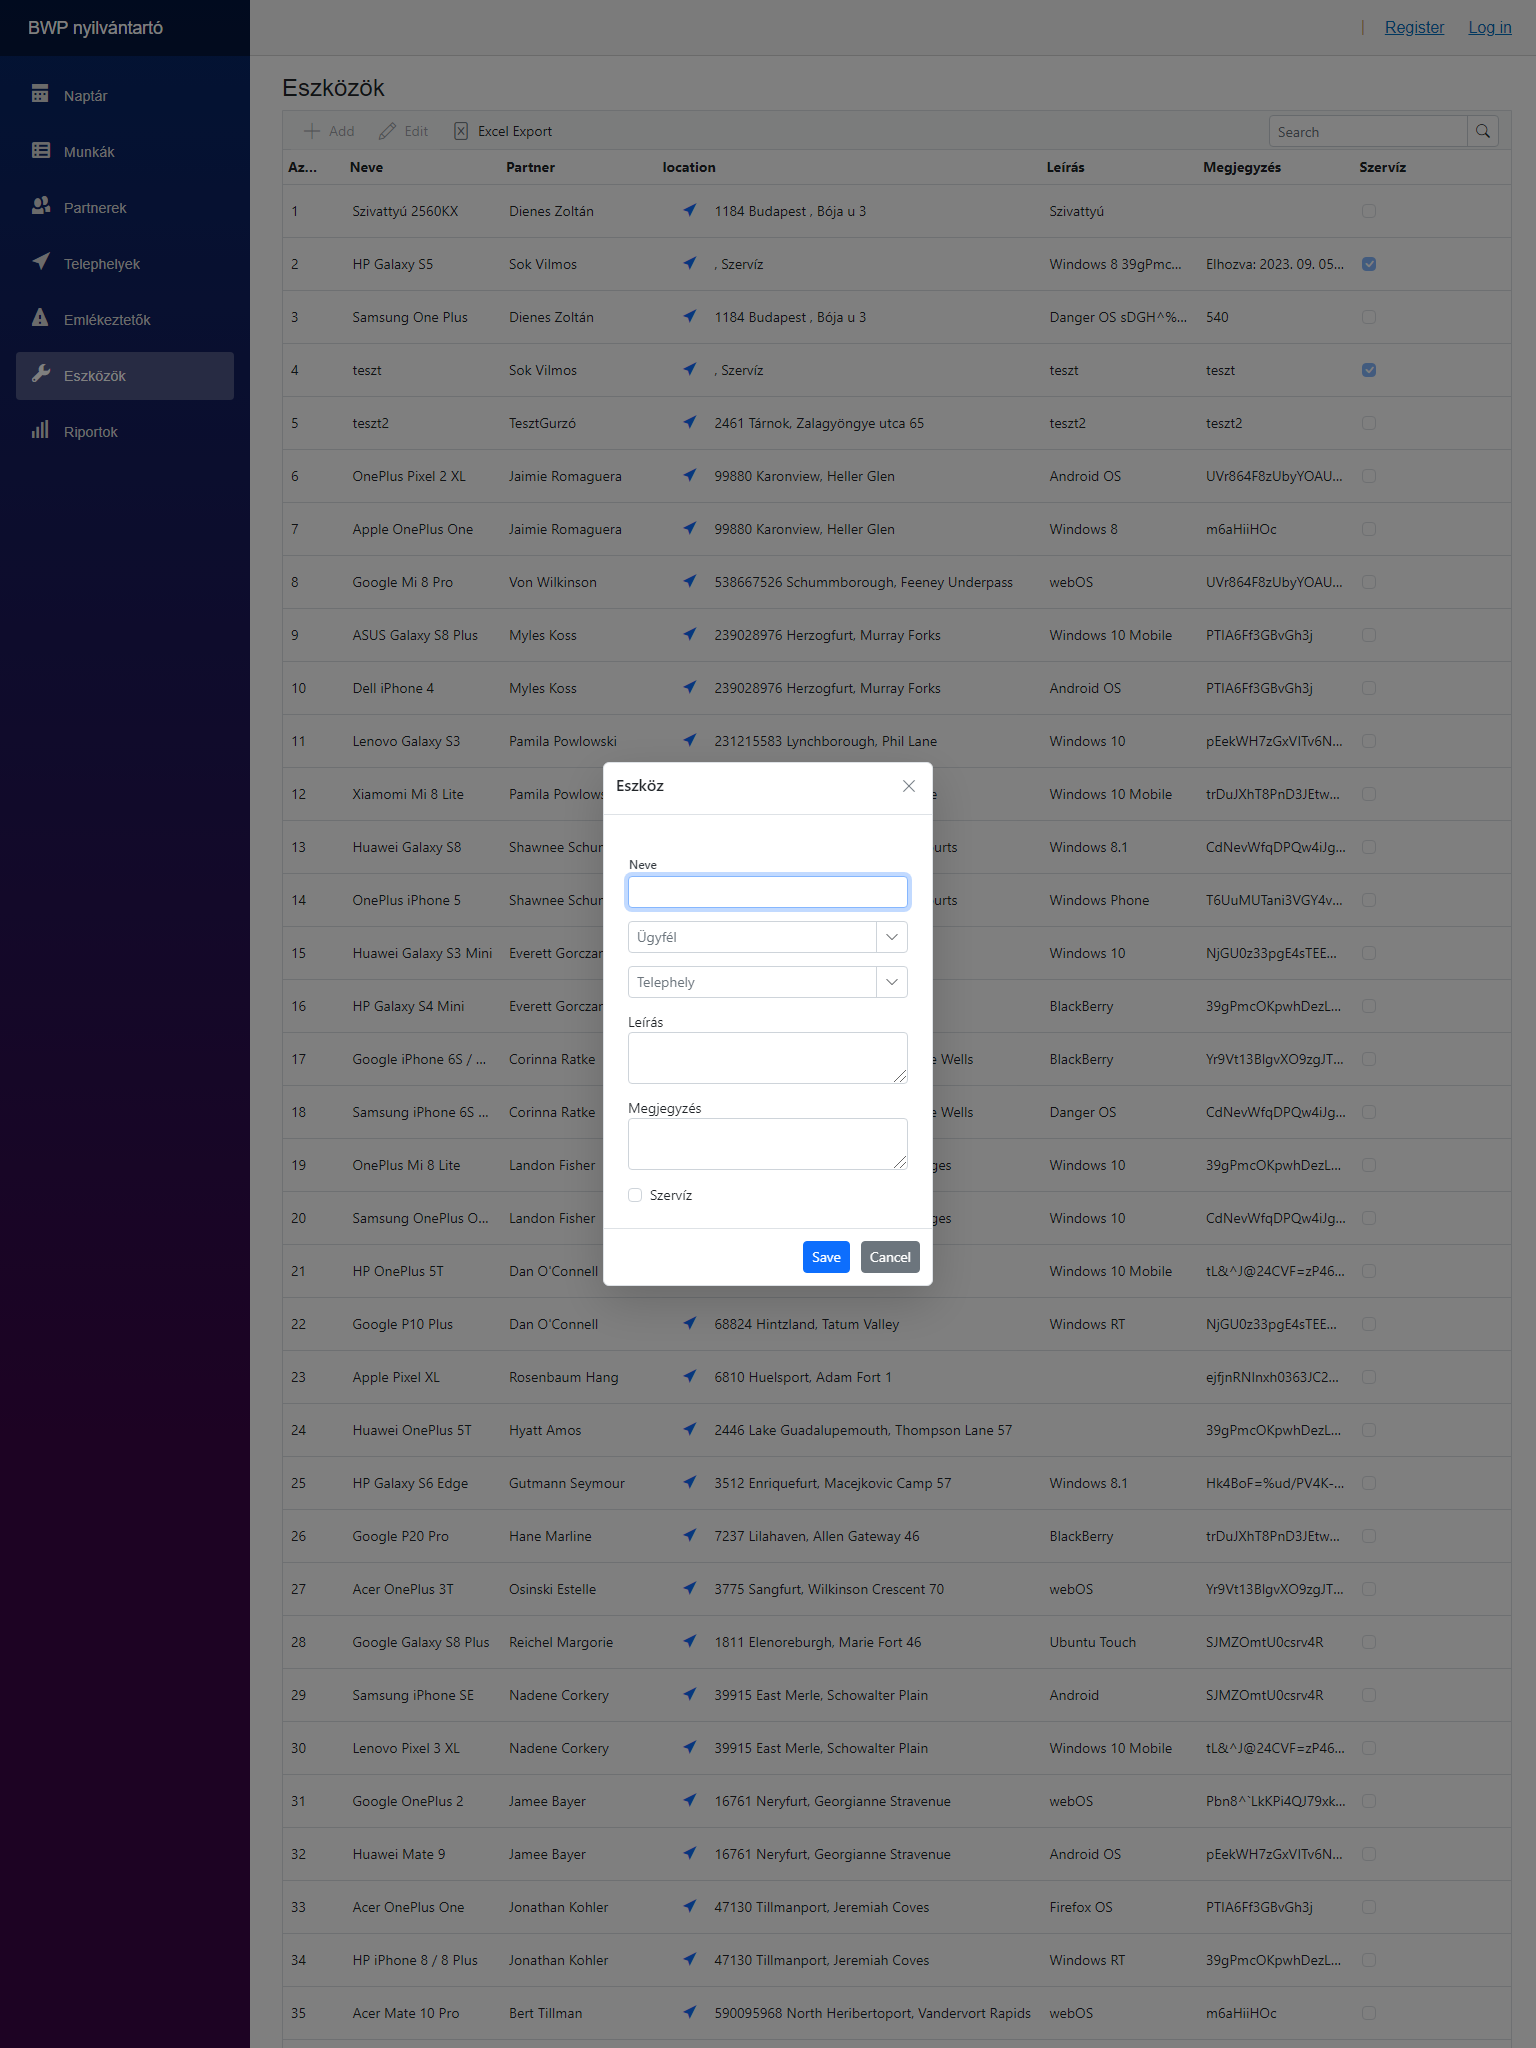 BWP nyilvántartó
Register Log in
Naptár
Munkák
Partnerek
Telephelyek
Emlékeztetők
Eszközök
Riportok
Eszközök
Add Edit Excel Export Search
Az... Neve Partner location Leírás Megjegyzés Szervíz
1 Szivattyú 2560KX Dienes Zoltán 1184 Budapest , Bója u 3 Szivattyú
2 HP Galaxy S5 Sok Vilmos , Szervíz Windows 8 39gPmc... Elhozva: 2023. 09. 05...
3 Samsung One Plus Dienes Zoltán 1184 Budapest , Bója u 3 Danger OS sDGH^%... 540
4 teszt Sok Vilmos , Szervíz teszt teszt
5 teszt2 TesztGurzó 2461 Tárnok, Zalagyöngye utca 65 teszt2 teszt2
6 OnePlus Pixel 2 XL Jaimie Romaguera 99880 Karonview, Heller Glen Android OS UVr864F8zUbyYOAU...
7 Apple OnePlus One Jaimie Romaguera 99880 Karonview, Heller Glen Windows 8 m6aHiiHOc
8 Google Mi 8 Pro Von Wilkinson 538667526 Schummborough, Feeney Underpass webOS UVr864F8zUbyYOAU...
9 ASUS Galaxy S8 Plus Myles Koss 239028976 Herzogfurt, Murray Forks Windows 10 Mobile PTIA6Ff3GBvGh3j
10 Dell iPhone 4 Myles Koss 239028976 Herzogfurt, Murray Forks Android OS PTIA6Ff3GBvGh3j
11 Lenovo Galaxy S3 Pamila Powlowski 231215583 Lynchborough, Phil Lane Windows 10 pEekWH7zGxVITv6N...
12 Xiamomi Mi 8 Lite Pamila Powlows e Windows 10 Mobile trDuJXhT8PnD3JEtw...
13 Huawei Galaxy S8 Shawnee Schur urts Windows 8.1 CdNevWfqDPQw4iJg...
14 OnePlus iPhone 5 Shawnee Schur urts Windows Phone T6UuMUTani3VGY4v...
15 Huawei Galaxy S3 Mini Everett Gorczar Windows 10 NjGU0z33pgE4sTEE...
16 HP Galaxy S4 Mini Everett Gorczar BlackBerry 39gPmcOKpwhDezL...
17 Google iPhone 6S / ... Corinna Ratke e Wells BlackBerry Yr9Vt13BIgvXO9zgJT...
18 Samsung iPhone 6S ... Corinna Ratke e Wells Danger OS CdNevWfqDPQw4iJg...
19 OnePlus Mi 8 Lite Landon Fisher ges Windows 10 39gPmcOKpwhDezL...
20 Samsung OnePlus O... Landon Fisher ges Windows 10 CdNevWfqDPQw4iJg...
21 HP OnePlus 5T Dan O'Connell Windows 10 Mobile tL&^J@24CVF=zP46...
22 Google P10 Plus Dan O'Connell 68824 Hintzland, Tatum Valley Windows RT NjGU0z33pgE4sTEE...
23 Apple Pixel XL Rosenbaum Hang 6810 Huelsport, Adam Fort 1 ejfjnRNInxh0363JC2...
24 Huawei OnePlus 5T Hyatt Amos 2446 Lake Guadalupemouth, Thompson Lane 57 39gPmcOKpwhDezL...
25 HP Galaxy S6 Edge Gutmann Seymour 3512 Enriquefurt, Macejkovic Camp 57 Windows 8.1 Hk4BoF=%ud/PV4K-...
26 Google P20 Pro Hane Marline 7237 Lilahaven, Allen Gateway 46 BlackBerry trDuJXhT8PnD3JEtw...
27 Acer OnePlus 3T Osinski Estelle 3775 Sangfurt, Wilkinson Crescent 70 webOS Yr9Vt13BIgvXO9zgJT...
28 Google Galaxy S8 Plus Reichel Margorie 1811 Elenoreburgh, Marie Fort 46 Ubuntu Touch SJMZOmtU0csrv4R
29 Samsung iPhone SE Nadene Corkery 39915 East Merle, Schowalter Plain Android SJMZOmtU0csrv4R
30 Lenovo Pixel 3 XL Nadene Corkery 39915 East Merle, Schowalter Plain Windows 10 Mobile tL&^J@24CVF=zP46...
31 Google OnePlus 2 Jamee Bayer 16761 Neryfurt, Georgianne Stravenue webOS Pbn8^`LkKPi4QJ79xk...
32 Huawei Mate 9 Jamee Bayer 16761 Neryfurt, Georgianne Stravenue Android OS pEekWH7zGxVITv6N...
33 Acer OnePlus One Jonathan Kohler 47130 Tillmanport, Jeremiah Coves Firefox OS PTIA6Ff3GBvGh3j
34 HP iPhone 8 / 8 Plus Jonathan Kohler 47130 Tillmanport, Jeremiah Coves Windows RT 39gPmcOKpwhDezL...
35 Acer Mate 10 Pro Bert Tillman 590095968 North Heribertoport, Vandervort Rapids webOS m6aHiiHOc
Eszköz
Neve
Ügyfél
Telephely
Leírás
Megjegyzés
Szervíz
Save Cancel